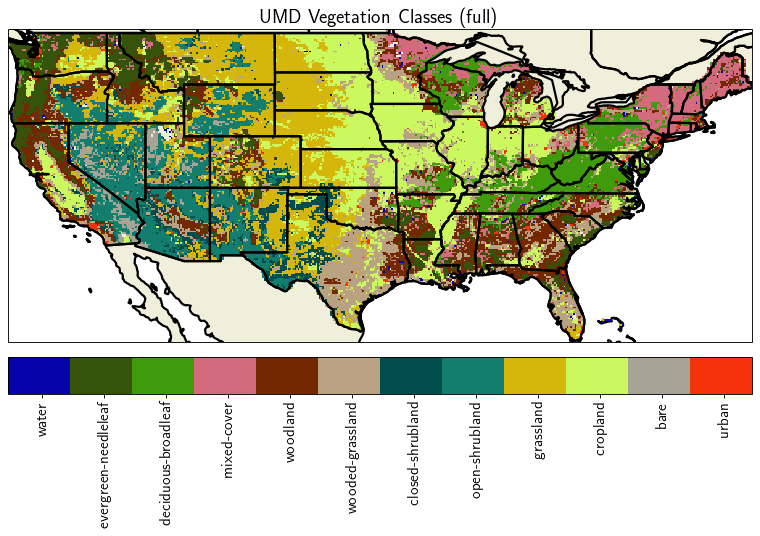 UMD Vegetation Classes (full)
water
evergreen-needleleaf
deciduous-broadleaf
mixed-cover
woodland
wooded-grassland
closed-shrubland
open-shrubland
grassland
cropland
bare
urban